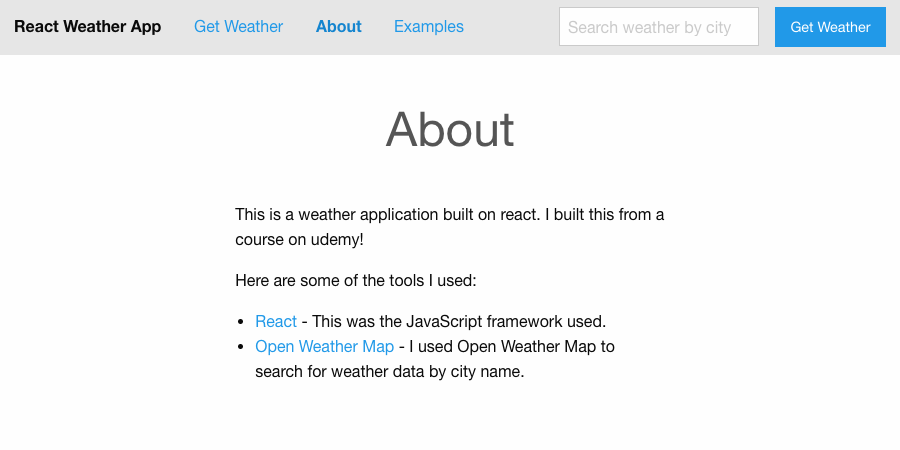 React Weather App Get Weather About Examples Search weather by city Get Weather
About
This is a weather application built on react. I built this from a
course on udemy!
Here are some of the tools I used:
• React - This was the JavaScript framework used.
• Open Weather Map - I used Open Weather Map to
search for weather data by city name.